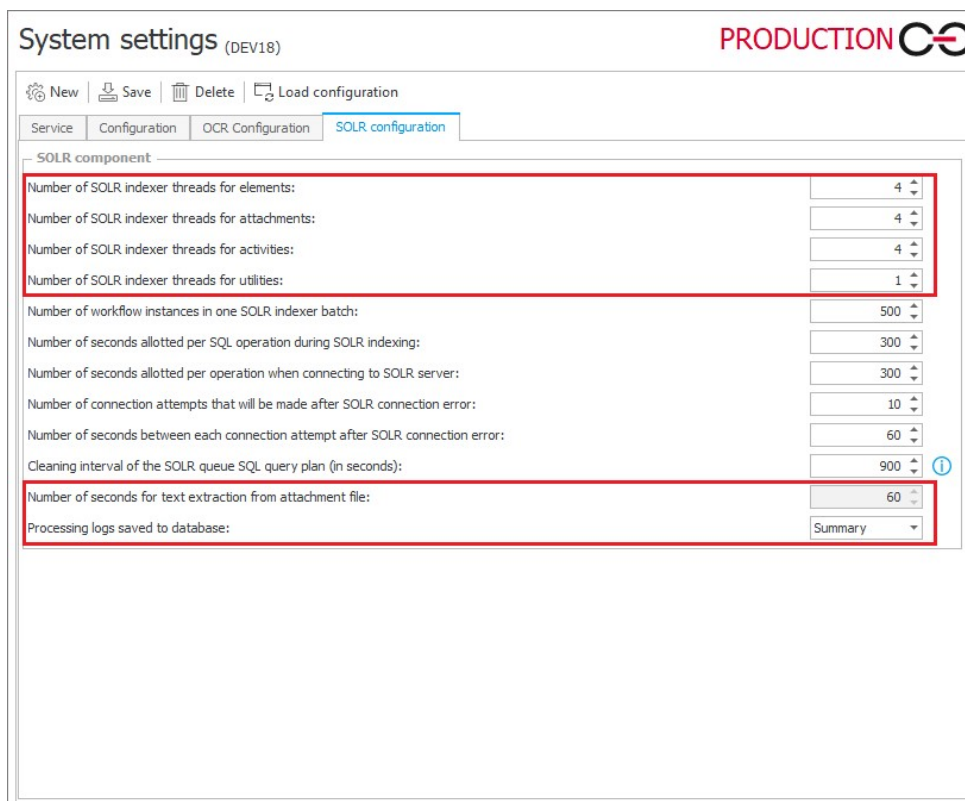 System settings (DEV18)
PRODUCTION
New Save Delete Load configuration
Service Configuration OCR Configuration SOLR configuration
SOLR component
Number of SOLR indexer threads for elements: 4
Number of SOLR indexer threads for attachments: 4
Number of SOLR indexer threads for activities: 4
Number of SOLR indexer threads for utilities: 1
Number of workflow instances in one SOLR indexer batch: 500
Number of seconds allotted per SQL operation during SOLR indexing: 300
Number of seconds allotted per operation when connecting to SOLR server: 300
Number of connection attempts that will be made after SOLR connection error: 10
Number of seconds between each connection attempt after SOLR connection error: 60
Cleaning interval of the SOLR queue SQL query plan (in seconds): 900
Number of seconds for text extraction from attachment file: 60
Processing logs saved to database: Summary